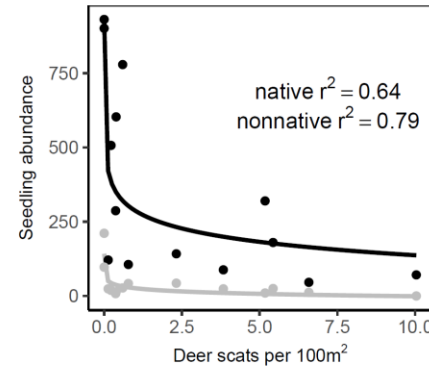 native r² = 0.64
nonnative r² = 0.79
Seedling abundance
750
500
250
0
0.0 2.5 5.0 7.5 10.0
Deer scats per 100m²